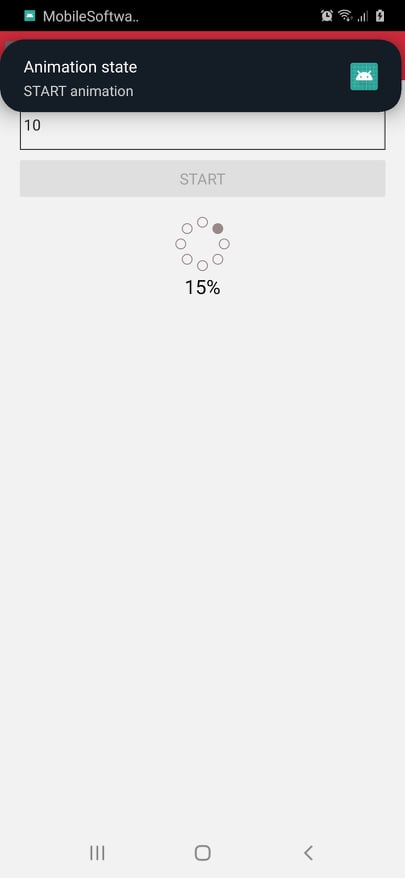 MobileSoftwa..
Animation state
START animation
10
START
15%